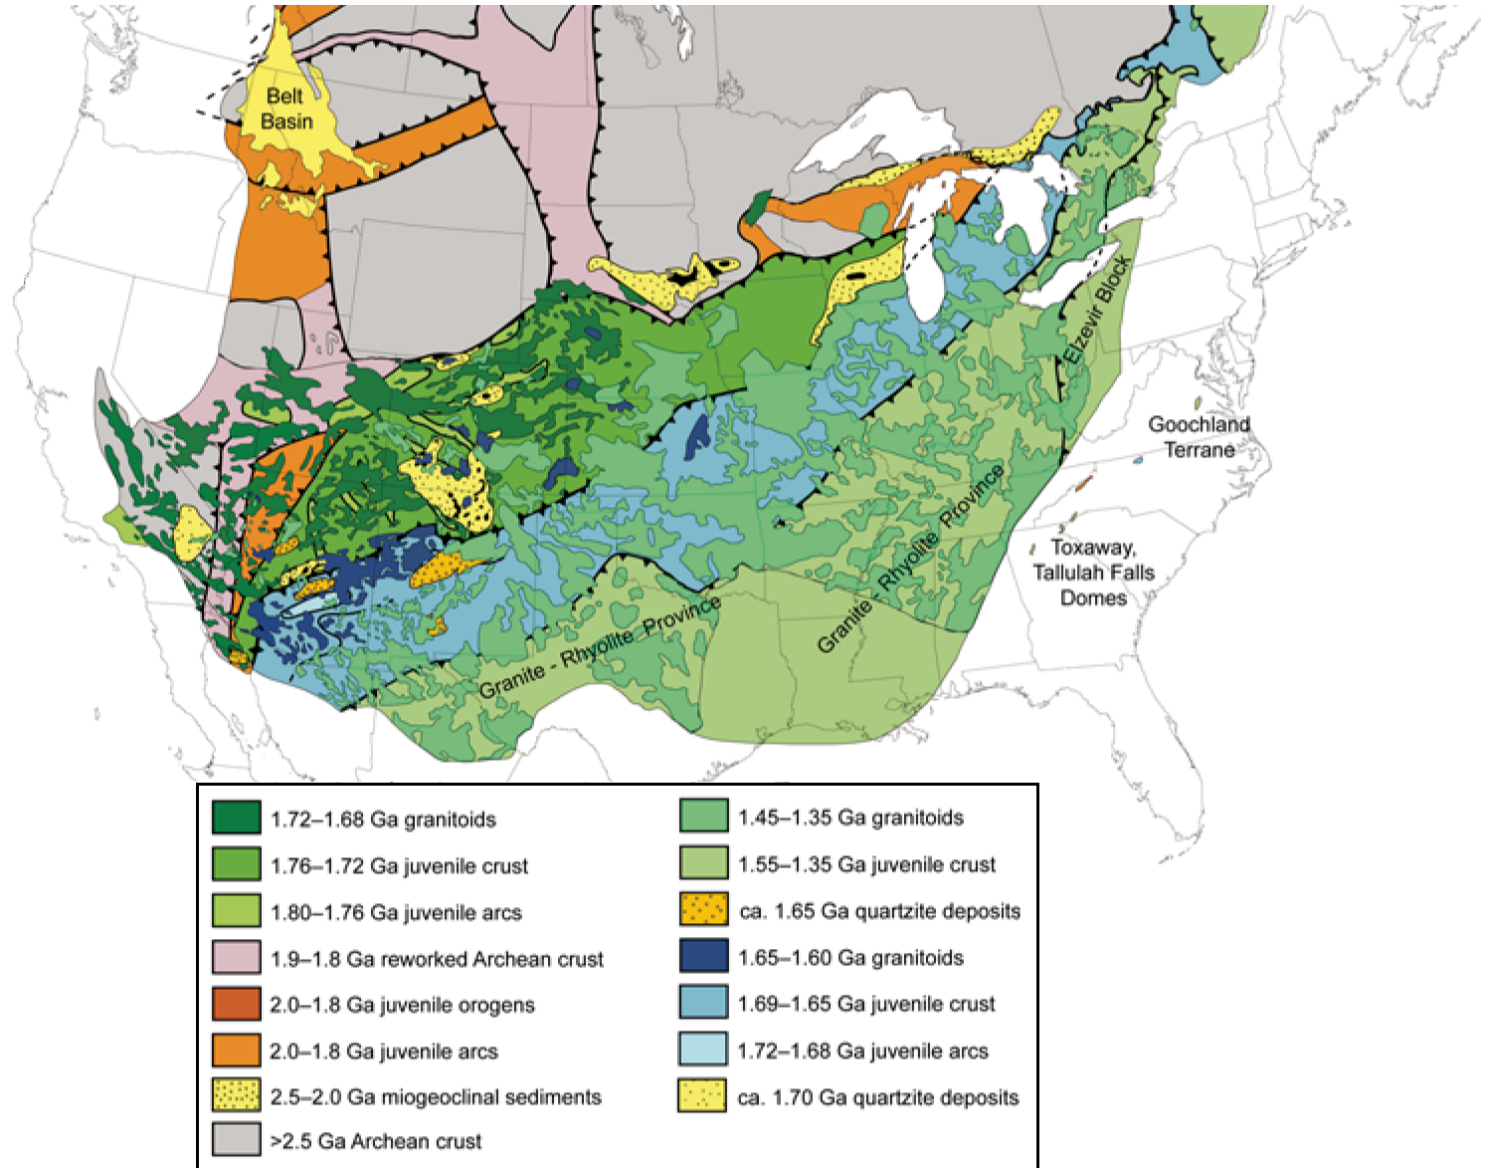 Belt
Basin
Elzevir Block
Goochland
Terrane
Granite - Rhyolite Province
Toxaway,
Tallulah Falls
Domes
Granite - Rhyolite Province
1.72–1.68 Ga granitoids
1.76–1.72 Ga juvenile crust
1.80–1.76 Ga juvenile arcs
1.9–1.8 Ga reworked Archean crust
2.0–1.8 Ga juvenile orogens
2.0–1.8 Ga juvenile arcs
2.5–2.0 Ga miogeoclinal sediments
>2.5 Ga Archean crust
1.45–1.35 Ga granitoids
1.55–1.35 Ga juvenile crust
ca. 1.65 Ga quartzite deposits
1.65–1.60 Ga granitoids
1.69–1.65 Ga juvenile crust
1.72–1.68 Ga juvenile arcs
ca. 1.70 Ga quartzite deposits